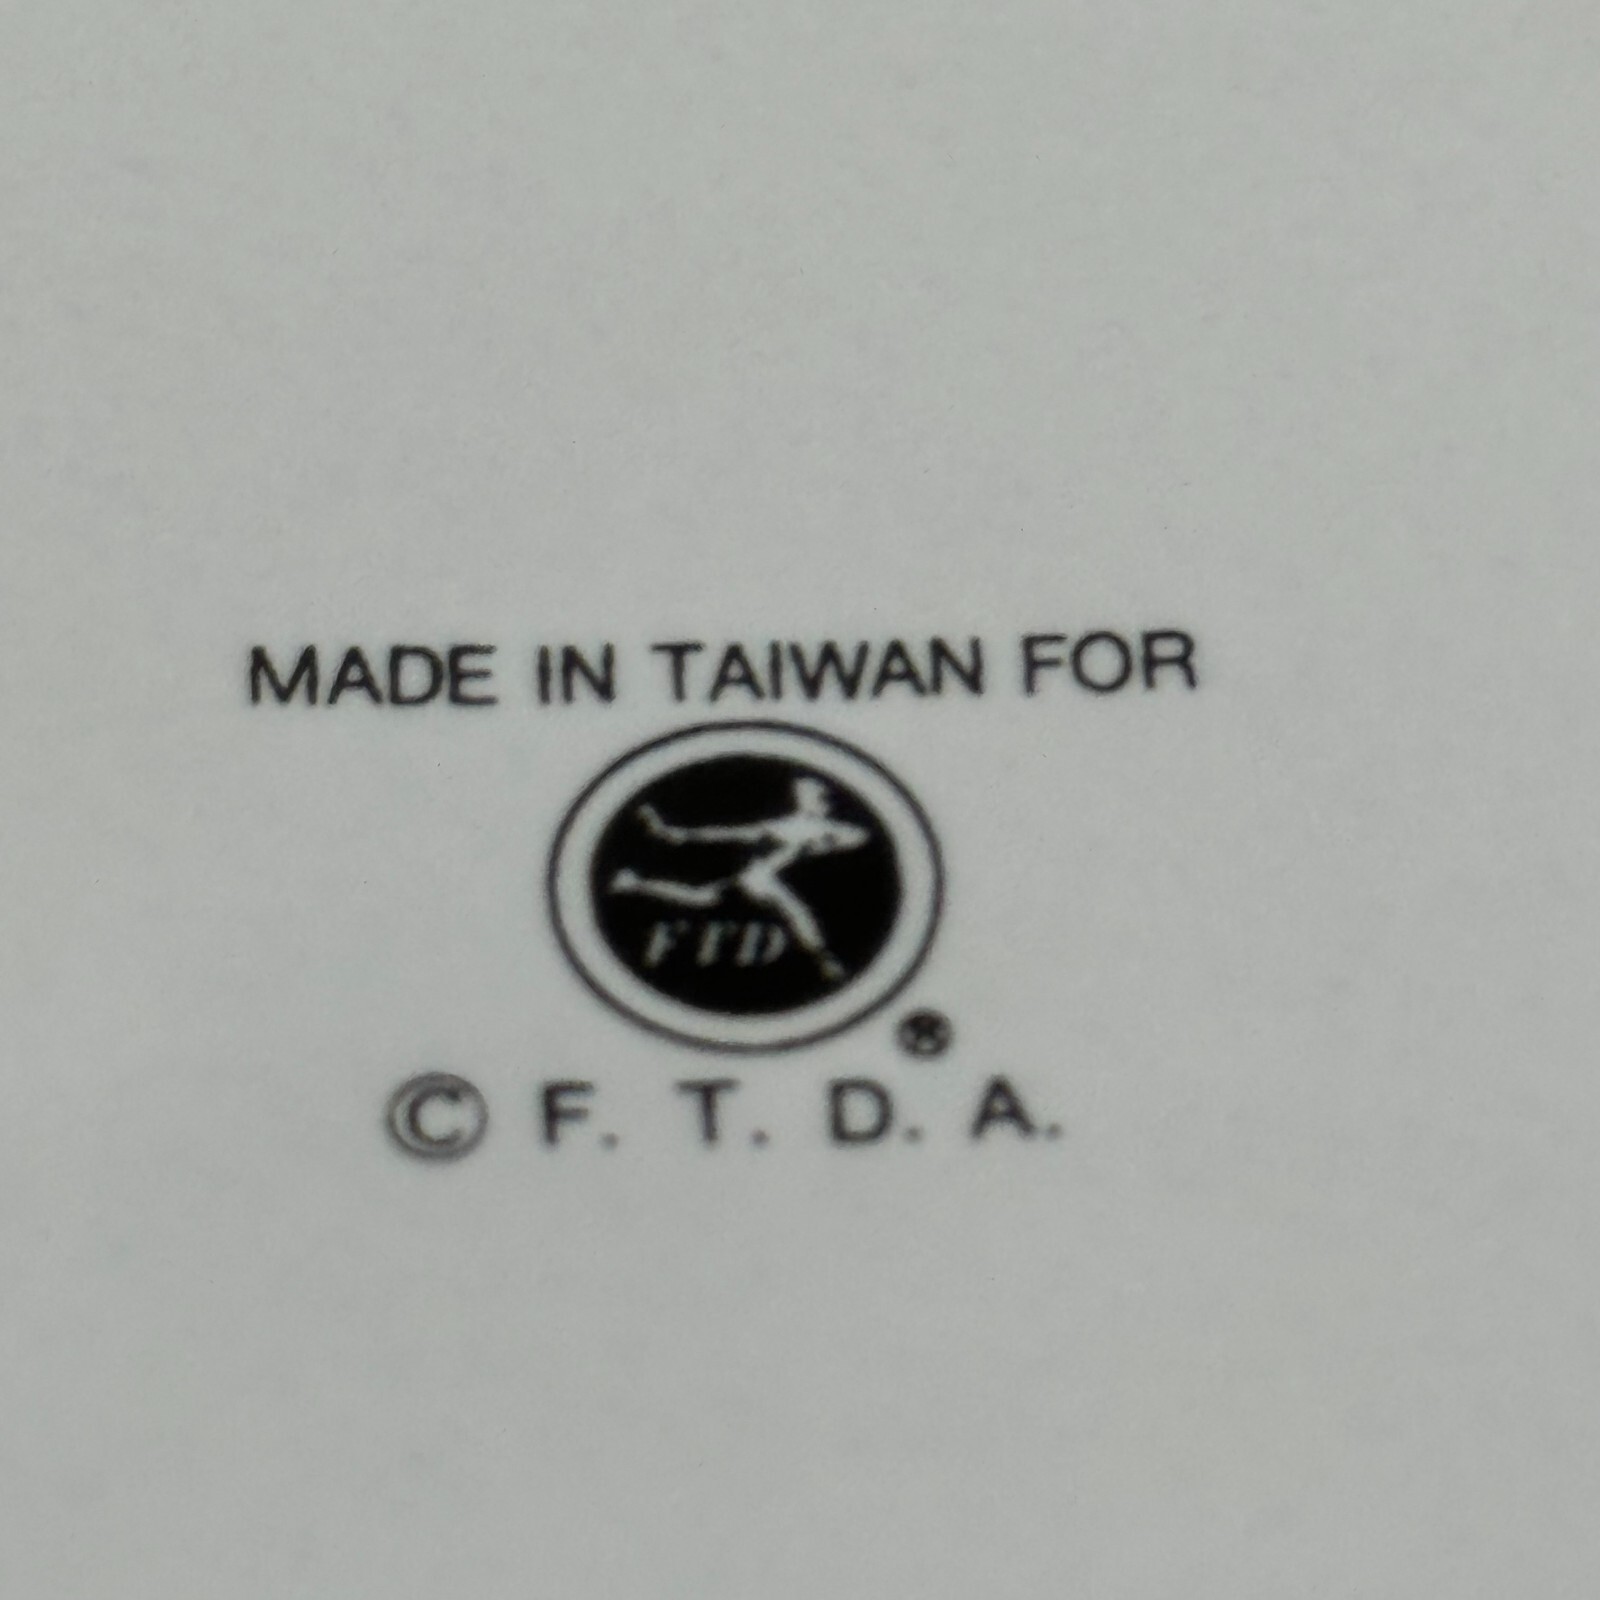 MADE IN TAIWAN FOR
FTD
®
© F. T. D. A.